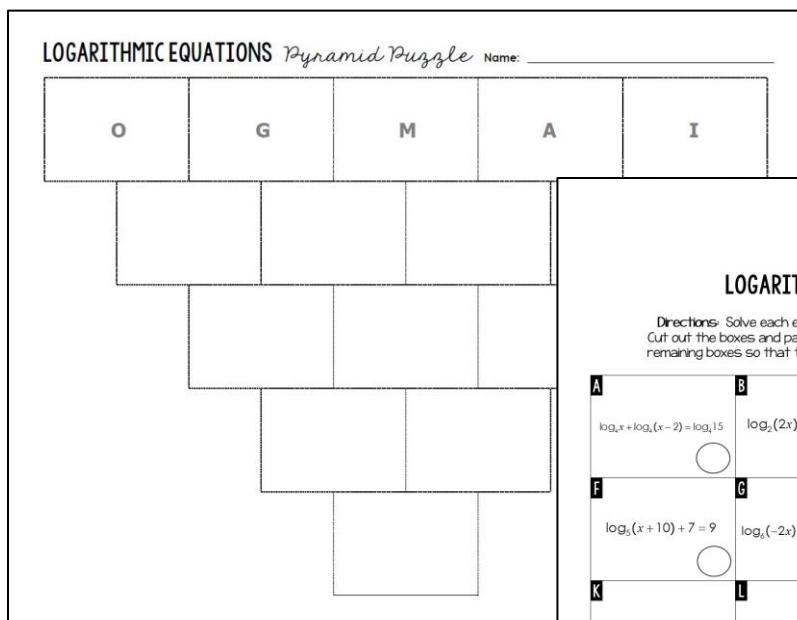 LOGARITHMIC EQUATIONS Pyramid Puzzle Name:
O G M A I
LOGARIT
Directions: Solve each e
Cut out the boxes and pa
remaining boxes so that t
A B
log₄x + log₄(x − 2) = log₄15 log₂(2x)
F G
log₅(x + 10) + 7 = 9 log₆(−2x)
K L